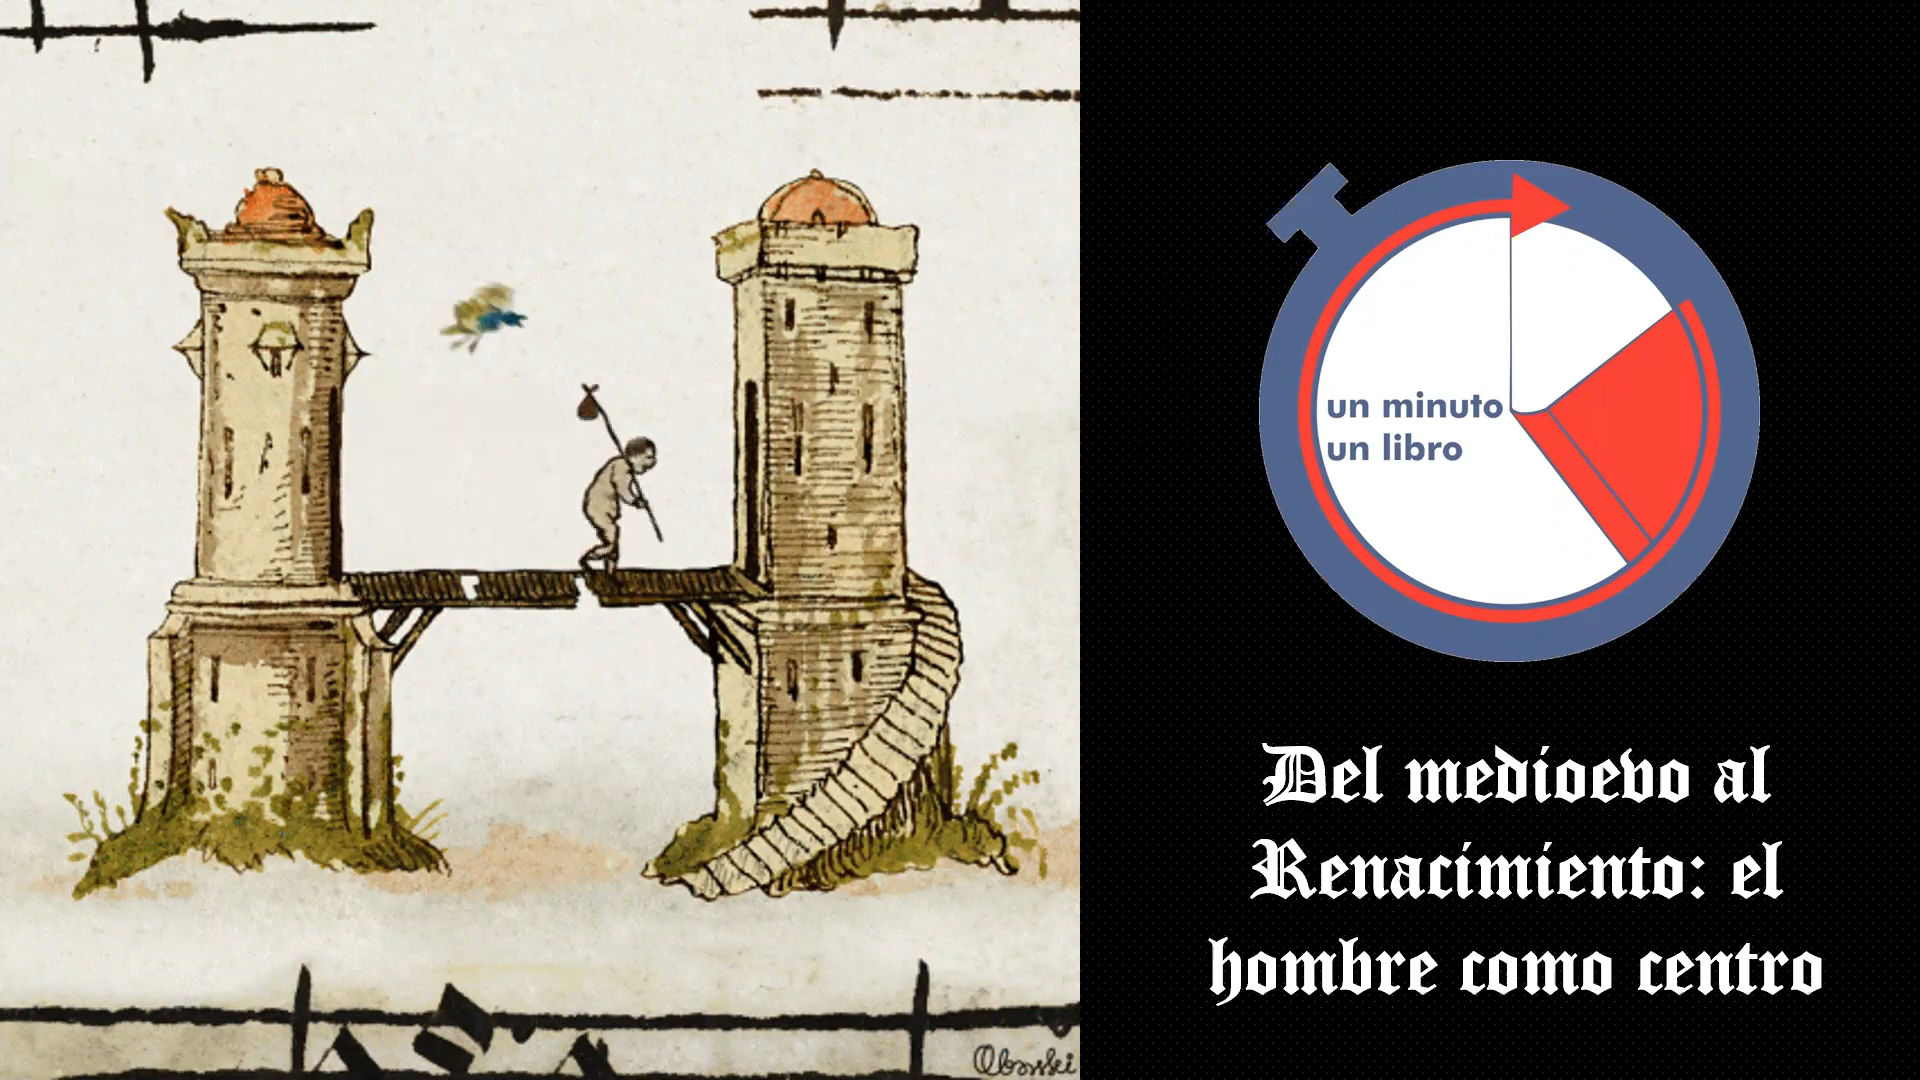 un minuto
un libro
Del medioevo al
Renacimiento: el
hombre como centro